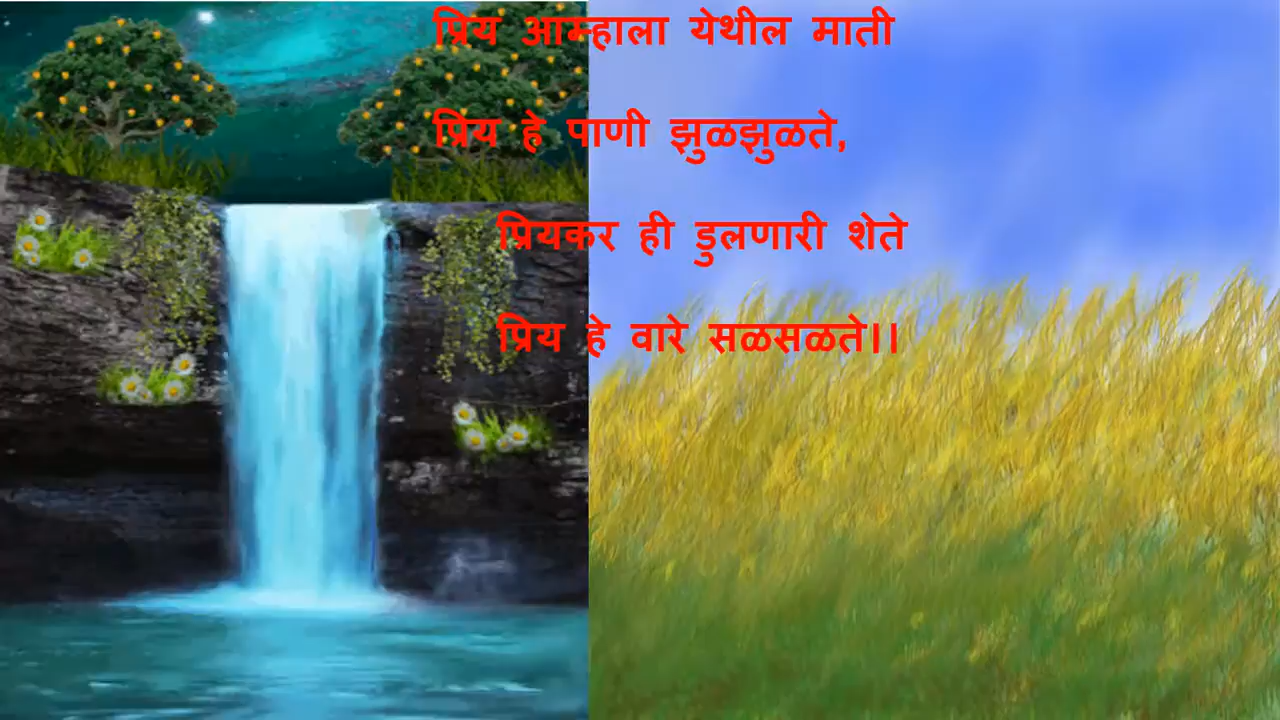 प्रिय आम्हाला येथील माती
प्रिय हे पाणी झुळझुळते,
प्रियकर ही डुलणारी शेते
प्रिय हे वारे सळसळते।।